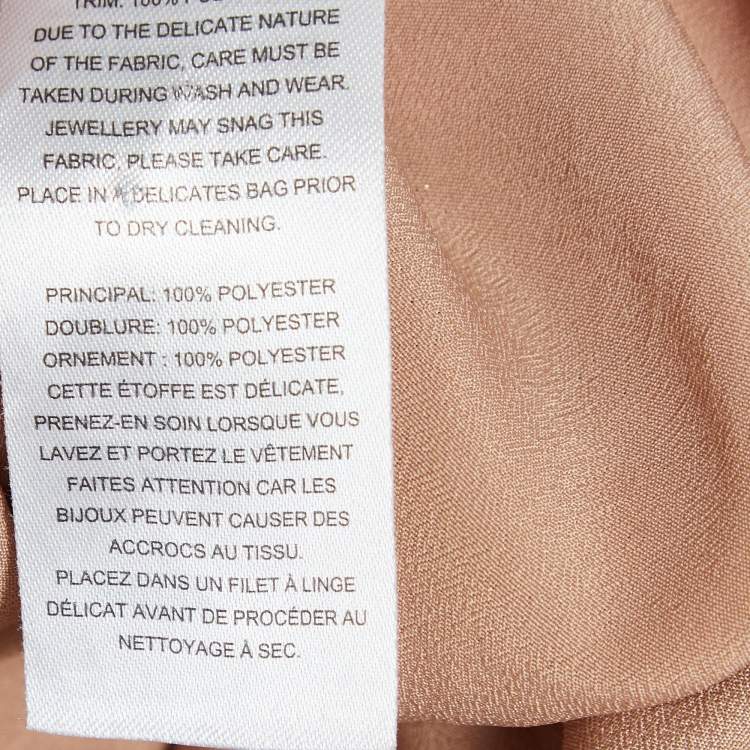 TRIM: 100% POL
DUE TO THE DELICATE NATURE
OF THE FABRIC, CARE MUST BE
TAKEN DURING WASH AND WEAR.
JEWELLERY MAY SNAG THIS
FABRIC, PLEASE TAKE CARE.
PLACE IN A DELICATES BAG PRIOR
TO DRY CLEANING.
PRINCIPAL: 100% POLYESTER
DOUBLURE: 100% POLYESTER
ORNEMENT : 100% POLYESTER
CETTE ÉTOFFE EST DÉLICATE,
PRENEZ-EN SOIN LORSQUE VOUS
LAVEZ ET PORTEZ LE VÊTEMENT
FAITES ATTENTION CAR LES
BIJOUX PEUVENT CAUSER DES
ACCROCS AU TISSU.
PLACEZ DANS UN FILET À LINGE
DÉLICAT AVANT DE PROCÉDER AU
NETTOYAGE À SEC.